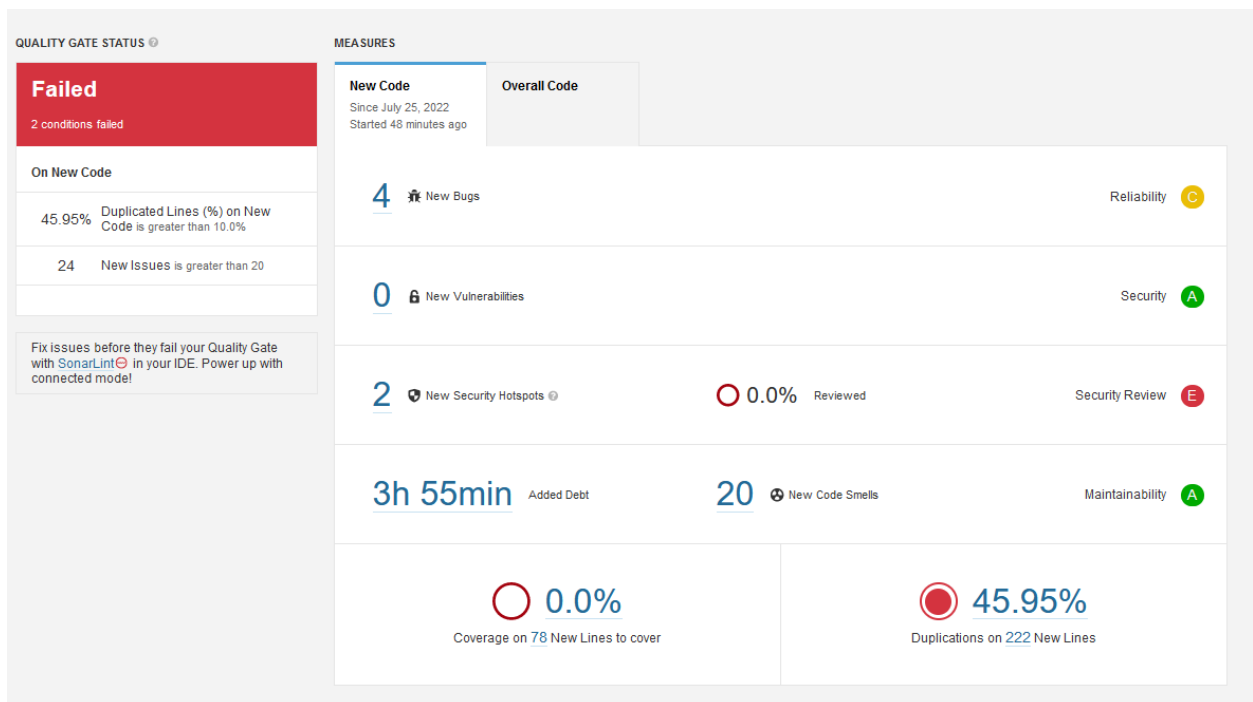 QUALITY GATE STATUS
MEASURES
Failed
2 conditions failed
On New Code
45.95% Duplicated Lines (%) on New
Code is greater than 10.0%
24 New Issues is greater than 20
Fix issues before they fail your Quality Gate
with SonarLint in your IDE. Power up with
connected mode!
New Code
Since July 25, 2022
Started 48 minutes ago
Overall Code
4 New Bugs
Reliability C
0 New Vulnerabilities
Security A
2 New Security Hotspots
0.0% Reviewed
Security Review E
3h 55min Added Debt
20 New Code Smells
Maintainability A
0.0%
Coverage on 78 New Lines to cover
45.95%
Duplications on 222 New Lines